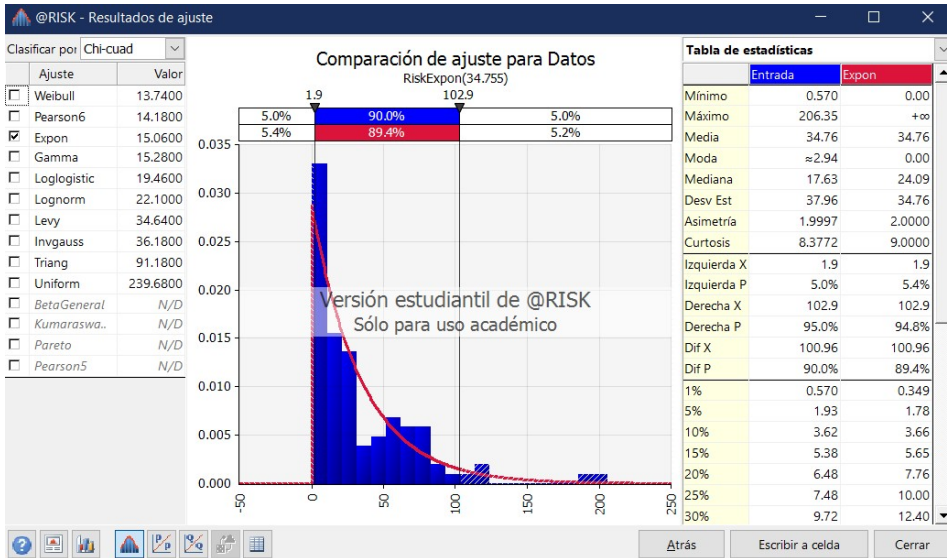 @RISK - Resultados de ajuste
Clasificar por Chi-cuad
Ajuste Valor
Weibull 13.7400
Pearson6 14.1800
Expon 15.0600
Gamma 15.2800
Loglogistic 19.4600
Lognorm 22.1000
Levy 34.6400
Invgauss 36.1800
Triang 91.1800
Uniform 239.6800
BetaGeneral N/D
Kumaraswa.. N/D
Pareto N/D
Pearson5 N/D
Comparación de ajuste para Datos
RiskExpon(34.755)
1.9 102.9
5.0% 90.0% 5.0%
5.4% 89.4% 5.2%
0.035
0.030
0.025
0.020
0.015
0.010
0.005
0.000
-50 0 50 100 150 200 250
Versión estudiantil de @RISK
Sólo para uso académico
Tabla de estadísticas
Entrada Expon
Mínimo 0.570 0.00
Máximo 206.35 +∞
Media 34.76 34.76
Moda ≈2.94 0.00
Mediana 17.63 24.09
Desv Est 37.96 34.76
Asimetría 1.9997 2.0000
Curtosis 8.3772 9.0000
Izquierda X 1.9 1.9
Izquierda P 5.0% 5.4%
Derecha X 102.9 102.9
Derecha P 95.0% 94.8%
Dif X 100.96 100.96
Dif P 90.0% 89.4%
1% 0.570 0.349
5% 1.93 1.78
10% 3.62 3.66
15% 5.38 5.65
20% 6.48 7.76
25% 7.48 10.00
30% 9.72 12.40
Atrás Escribir a celda Cerrar